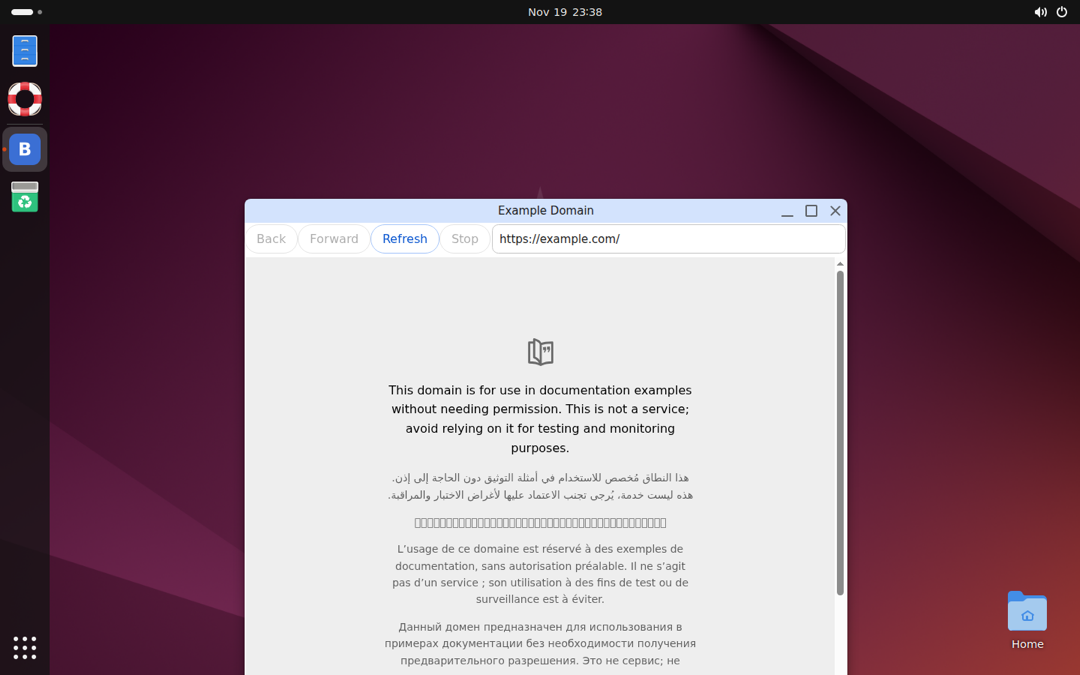 Nov 19 23:38
B
Example Domain
Back Forward Refresh Stop https://example.com/
This domain is for use in documentation examples
without needing permission. This is not a service;
avoid relying on it for testing and monitoring
purposes.
هذا النطاق مُخصص للاستخدام في أمثلة التوثيق دون الحاجة إلى إذن.
هذه ليست خدمة، يُرجى تجنب الاعتماد عليها لأغراض الاختبار والمراقبة.
L’usage de ce domaine est réservé à des exemples de
documentation, sans autorisation préalable. Il ne s’agit
pas d’un service ; son utilisation à des fins de test ou de
surveillance est à éviter.
Данный домен предназначен для использования в
примерах документации без необходимости получения
предварительного разрешения. Это не сервис; не
Home